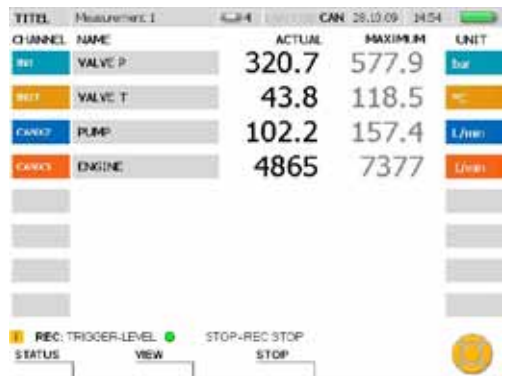 TITEL Measurement 1 CAN 28.10.09 14:54
CHANNEL NAME ACTUAL MAXIMUM UNIT
VALVE P 320.7 577.9 bar
VALVE T 43.8 118.5 °C
PUMP 102.2 157.4 L/min
ENGINE 4865 7377
REC: TRIGGER-LEVEL STOP=REC STOP
STATUS VIEW STOP